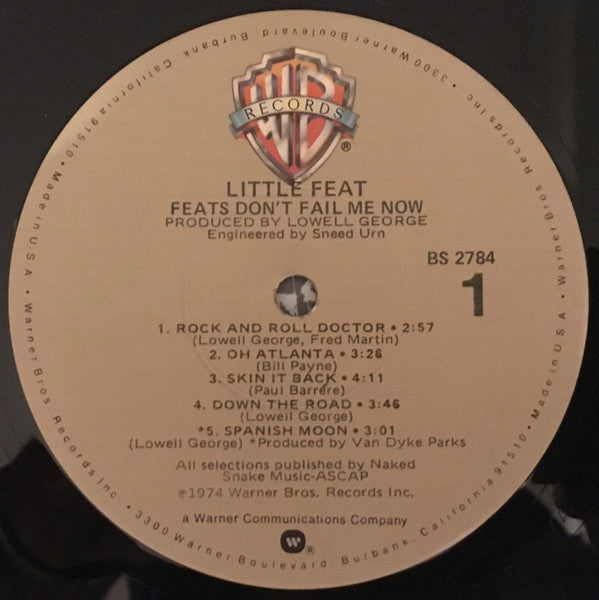 WB
RECORDS
®
LITTLE FEAT
FEATS DON'T FAIL ME NOW
PRODUCED BY LOWELL GEORGE
Engineered by Sneed Urn
BS 2784
1
1. ROCK AND ROLL DOCTOR • 2:57
(Lowell George, Fred Martin)
2. OH ATLANTA • 3:26
(Bill Payne)
3. SKIN IT BACK • 4:11
(Paul Barrère)
4. DOWN THE ROAD • 3:46
(Lowell George)
*5. SPANISH MOON • 3:01
(Lowell George) *Produced by Van Dyke Parks
All selections published by Naked
Snake Music-ASCAP
℗1974 Warner Bros. Records Inc.
a Warner Communications Company
®
Warner Bros Records Inc. • 3300 Warner Boulevard Burbank, California 91510 • Made in USA • Warner Bros Records Inc • 3300 Warner Boulevard Burbank, California 91510 • Made in USA •